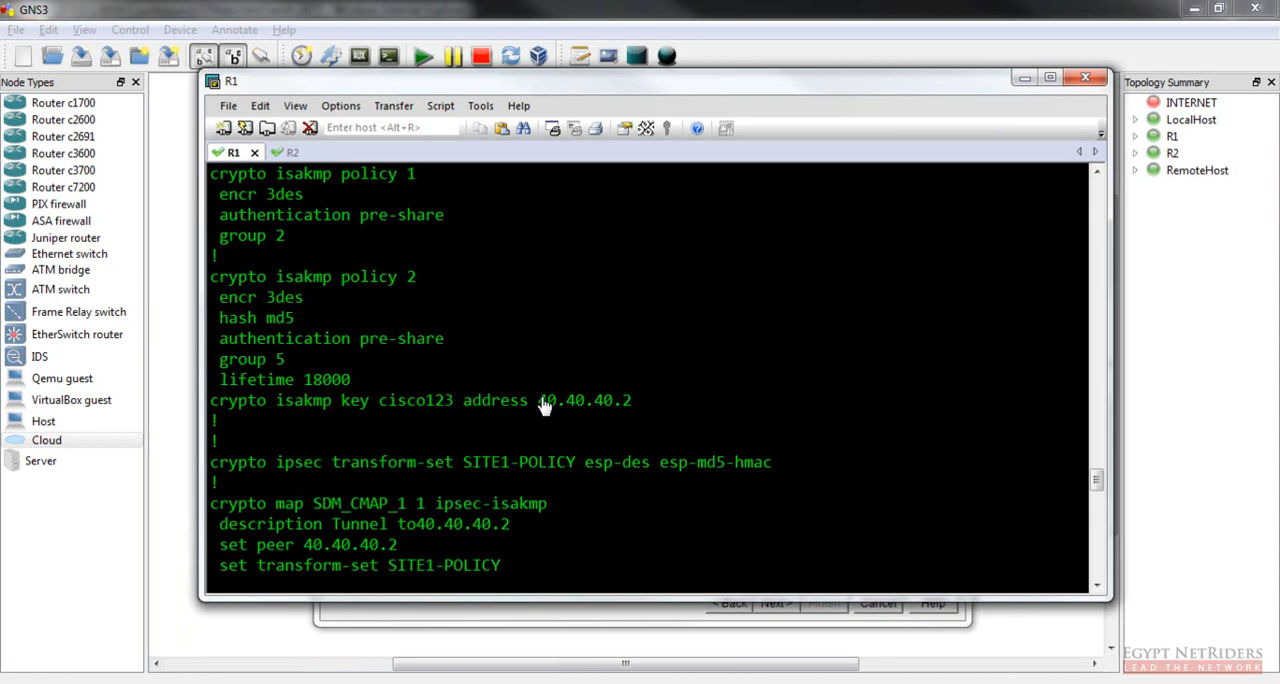 GNS3
File Edit View Control Device Annotate Help
Node Types
Router c1700
Router c2600
Router c2691
Router c3600
Router c3700
Router c7200
PIX firewall
ASA firewall
Juniper router
Ethernet switch
ATM bridge
ATM switch
Frame Relay switch
EtherSwitch router
IDS
Qemu guest
VirtualBox guest
Host
Cloud
Server
R1
File Edit View Options Transfer Script Tools Help
Enter host <Alt+R>
R1 R2
crypto isakmp policy 1
encr 3des
authentication pre-share
group 2
!
crypto isakmp policy 2
encr 3des
hash md5
authentication pre-share
group 5
lifetime 18000
crypto isakmp key cisco123 address 40.40.40.2
!
!
crypto ipsec transform-set SITE1-POLICY esp-des esp-md5-hmac
!
crypto map SDM_CMAP_1 1 ipsec-isakmp
description Tunnel to40.40.40.2
set peer 40.40.40.2
set transform-set SITE1-POLICY
< Back Next > Finish Cancel Help
Topology Summary
INTERNET
LocalHost
R1
R2
RemoteHost
EGYPT NETRIDERS
LEAD THE NETWORK